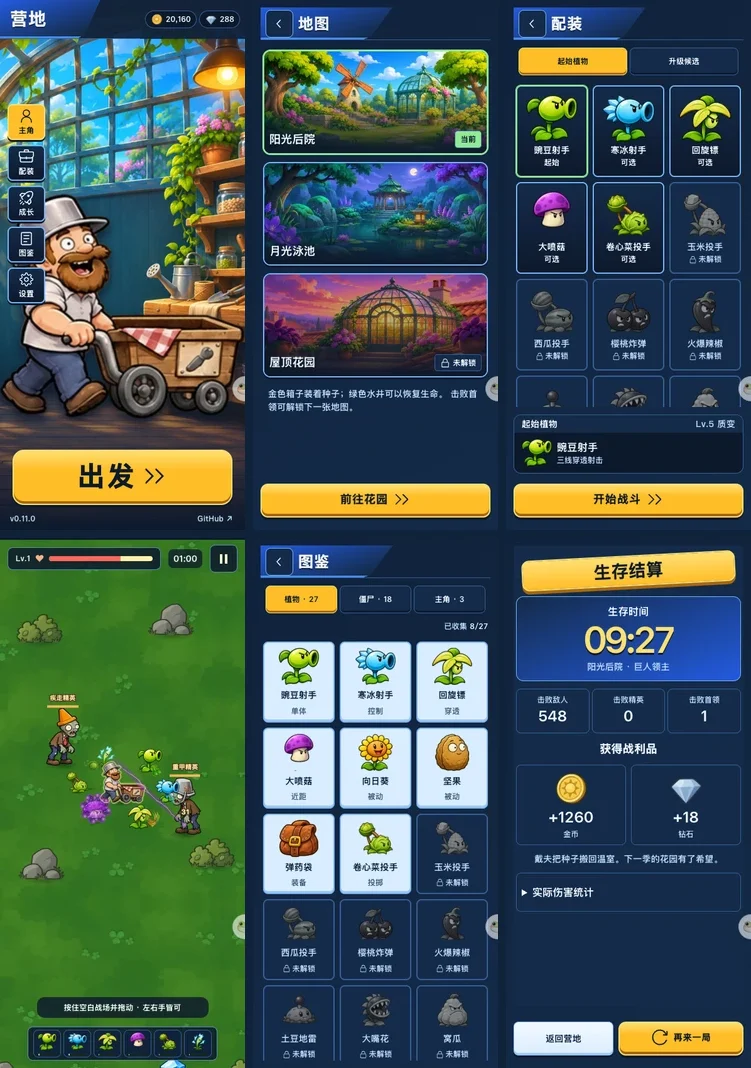 营地
20,160
288
主角
配装
成长
图鉴
设置
出发
v0.11.0
GitHub ↗
地图
阳光后院
当前
月光泳池
屋顶花园
未解锁
金色箱子装着种子；绿色水井可以恢复生命。 击败首
领可解锁下一张地图。
前往花园
配装
起始植物
升级候选
豌豆射手
起始
寒冰射手
可选
回旋镖
可选
大喷菇
可选
卷心菜投手
可选
玉米投手
未解锁
西瓜投手
未解锁
樱桃炸弹
未解锁
火爆辣椒
未解锁
起始植物
Lv.5 质变
豌豆射手
三线穿透射击
开始战斗
Lv.1
01:00
疾走精英
重甲精英
31
按住空白战场并拖动 · 左右手皆可
图鉴
植物 · 27
僵尸 · 18
主角 · 3
已收集 8/27
豌豆射手
单体
寒冰射手
控制
回旋镖
穿透
大喷菇
近距
向日葵
被动
坚果
被动
弹药袋
装备
卷心菜投手
投掷
玉米投手
未解锁
西瓜投手
未解锁
樱桃炸弹
未解锁
火爆辣椒
未解锁
土豆地雷
未解锁
大嘴花
未解锁
窝瓜
未解锁
生存结算
生存时间
09:27
阳光后院 · 巨人领主
击败敌人
548
击败精英
0
击败首领
1
获得战利品
+1260
金币
+18
钻石
戴夫把种子搬回温室。下一季的花园有了希望。
实际伤害统计
返回营地
再来一局